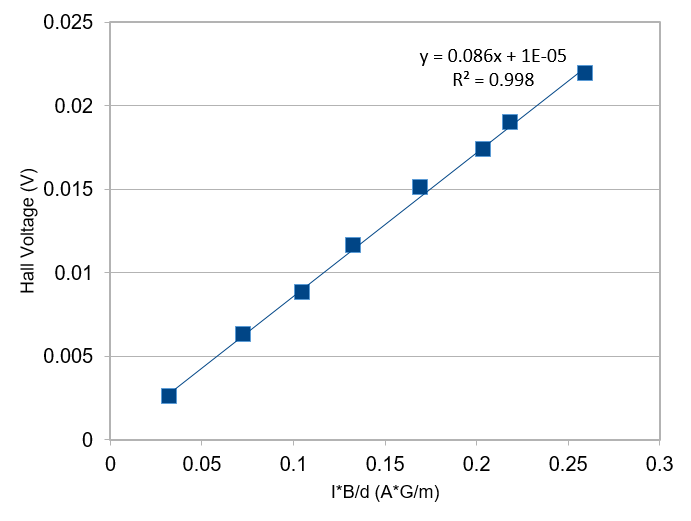 0.025
y = 0.086x + 1E-05
R² = 0.998
0.02
0.015
0.01
0.005
0
Hall Voltage (V)
0 0.05 0.1 0.15 0.2 0.25 0.3
I*B/d (A*G/m)